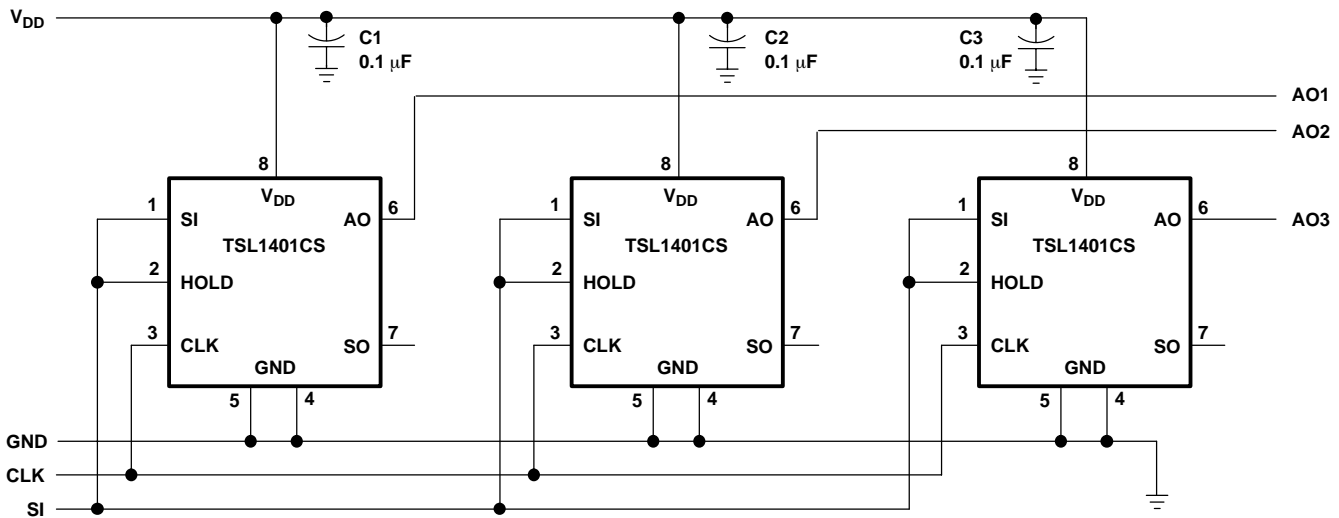 VDD
C1
0.1 μF
C2
0.1 μF
C3
0.1 μF
AO1
AO2
8
VDD
1
SI
AO
6
TSL1401CS
2
HOLD
3
CLK
SO
7
GND
5
4
8
VDD
1
SI
AO
6
TSL1401CS
2
HOLD
3
CLK
SO
7
GND
5
4
8
VDD
1
SI
AO
6
AO3
TSL1401CS
2
HOLD
3
CLK
SO
7
GND
5
4
GND
CLK
SI